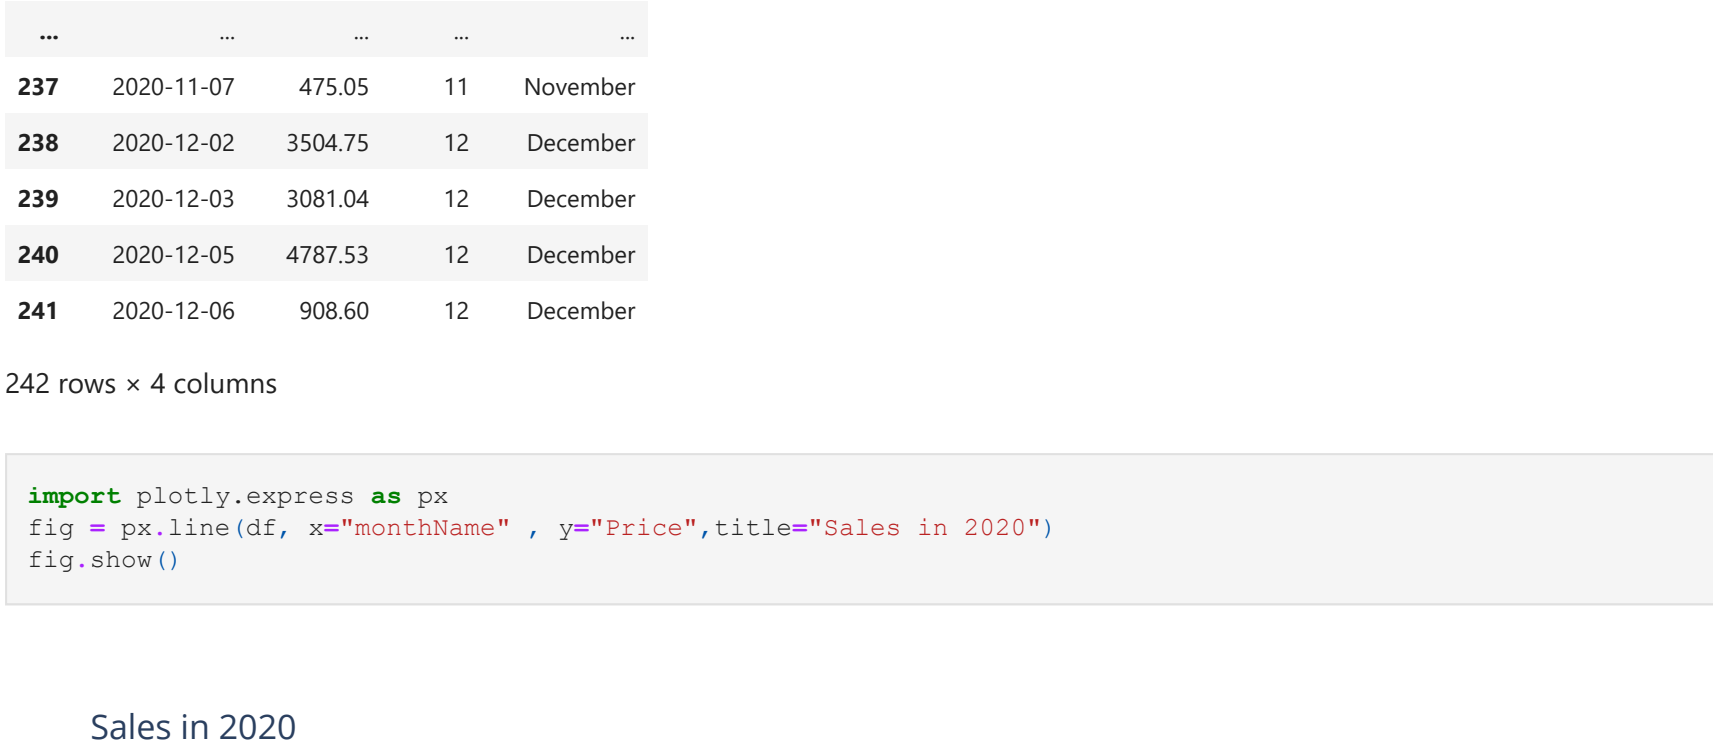 ... ... ... ... ...
237 2020-11-07 475.05 11 November
238 2020-12-02 3504.75 12 December
239 2020-12-03 3081.04 12 December
240 2020-12-05 4787.53 12 December
241 2020-12-06 908.60 12 December
242 rows × 4 columns
import plotly.express as px
fig = px.line(df, x="monthName" , y="Price",title="Sales in 2020")
fig.show()
Sales in 2020